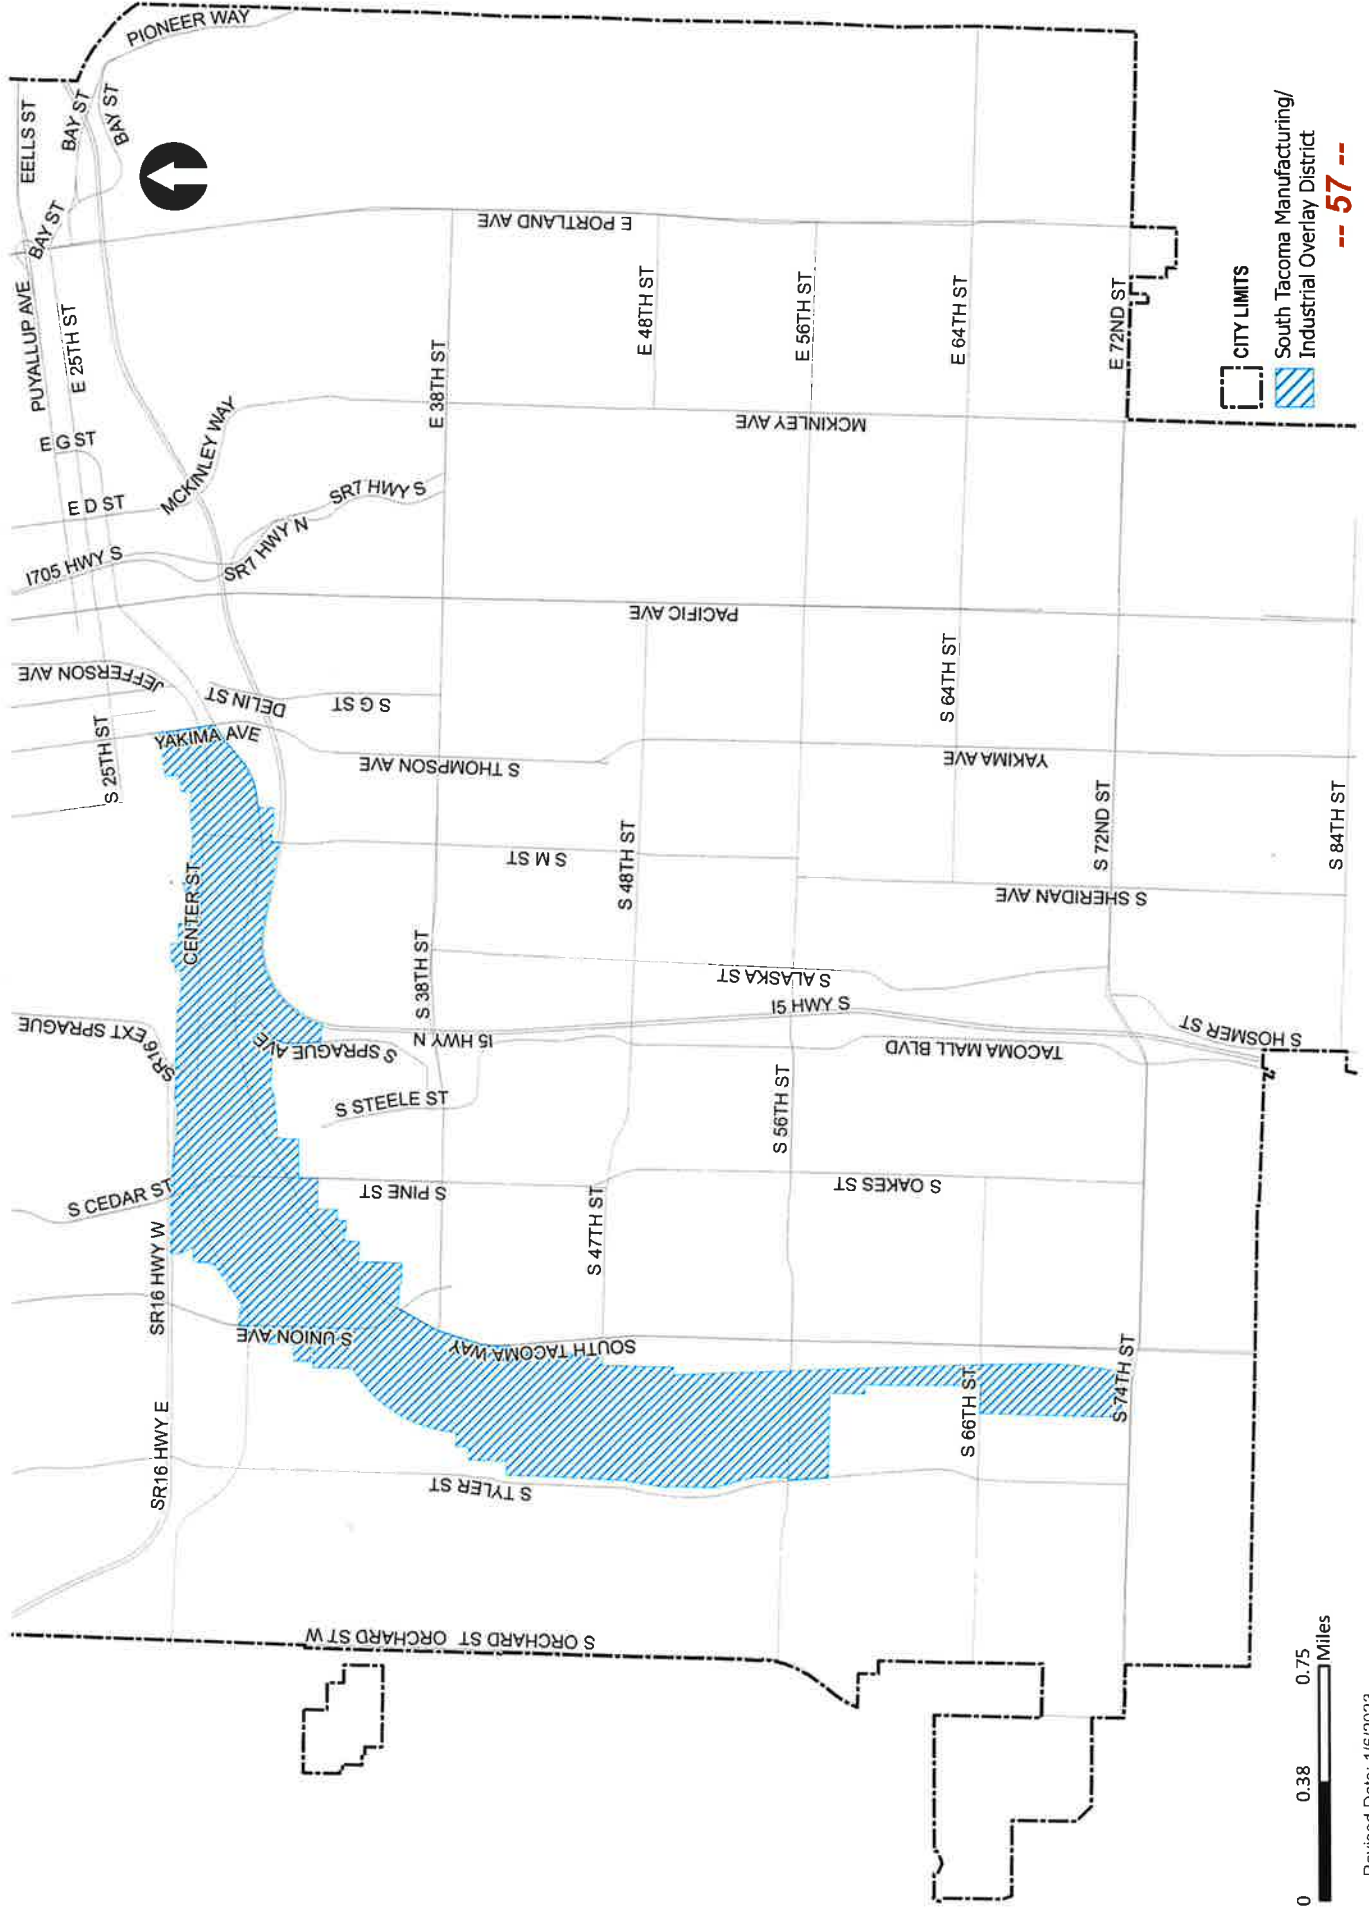 PIONEER WAY
EELLS ST
BAY ST
BAY ST
BAY ST
PUYALLUP AVE
E 25TH ST
E G ST
E D ST
I705 HWY S
MCKINLEY WAY
SR7 HWY N
SR7 HWY S
E PORTLAND AVE
E 38TH ST
E 48TH ST
E 56TH ST
E 64TH ST
E 72ND ST
MCKINLEY AVE
PACIFIC AVE
JEFFERSON AVE
DELIN ST
S G ST
S 25TH ST
YAKIMA AVE
S THOMPSON AVE
S 64TH ST
YAKIMA AVE
CENTER ST
S M ST
S 48TH ST
S 72ND ST
S 84TH ST
S SHERIDAN AVE
S 38TH ST
S ALASKA ST
I5 HWY S
I5 HWY N
SR16 EXT SPRAGUE
S SPRAGUE AVE
S STEELE ST
TACOMA MALL BLVD
S HOSMER ST
S 56TH ST
S CEDAR ST
S PINE ST
S OAKES ST
S 47TH ST
SR16 HWY W
S UNION AVE
SOUTH TACOMA WAY
S 66TH ST
S 74TH ST
SR16 HWY E
S TYLER ST
S ORCHARD ST
ORCHARD ST W
CITY LIMITS
South Tacoma Manufacturing/
Industrial Overlay District
-- 57 --
0 0.38 0.75
Miles